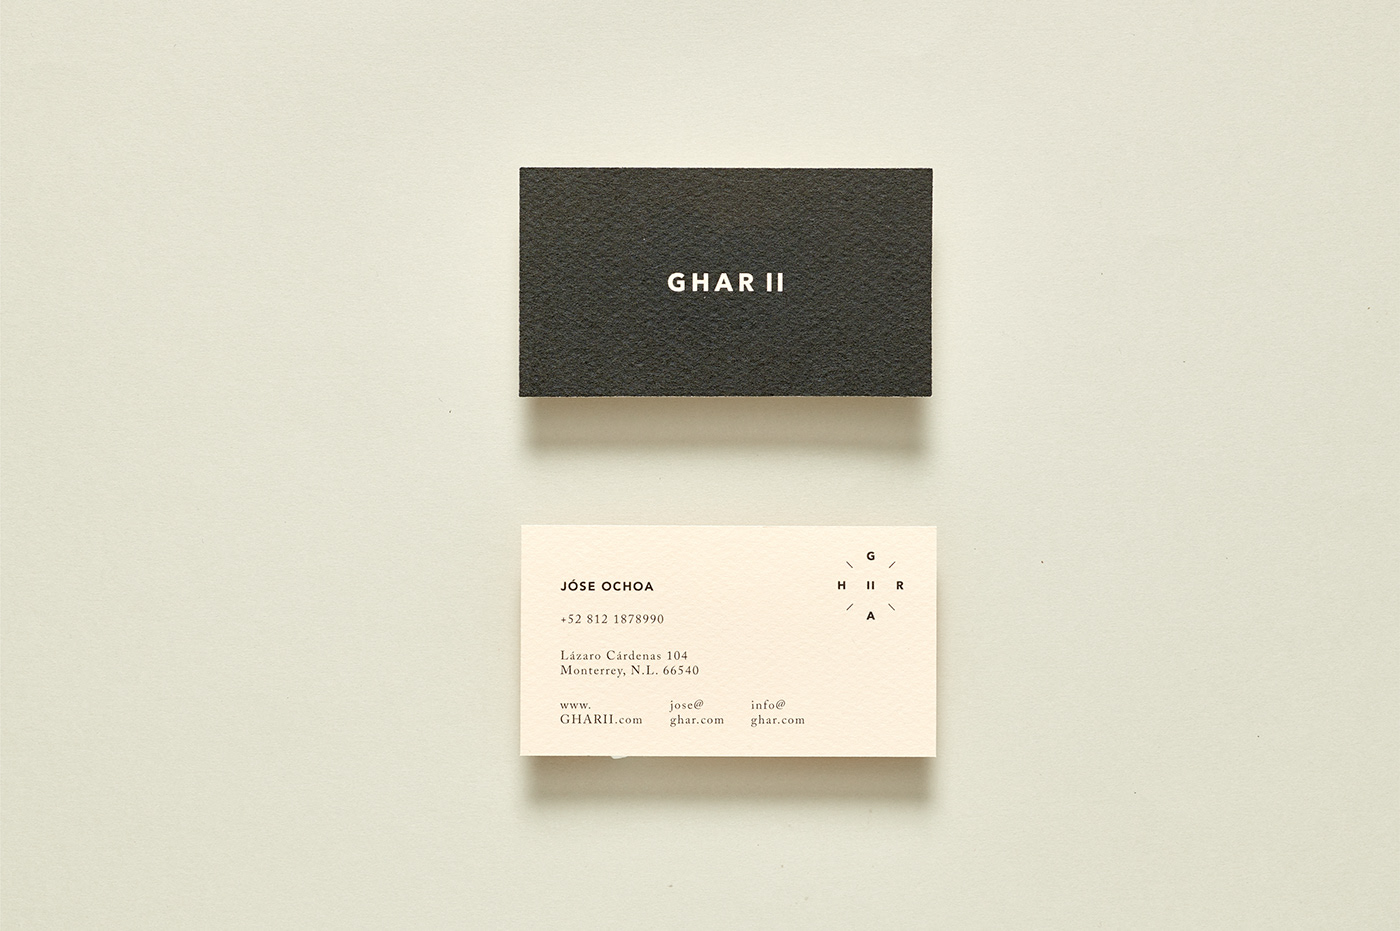 GHAR II
JÓSE OCHOA
+52 812 1878990
Lázaro Cárdenas 104
Monterrey, N.L. 66540
www.
GHARII.com
jose@
ghar.com
info@
ghar.com
G
H II R
A